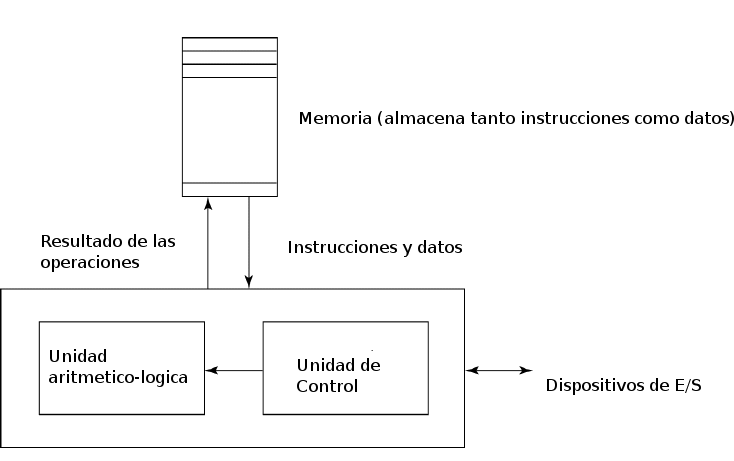 Memoria (almacena tanto instrucciones como datos)
Resultado de las
operaciones
Instrucciones y datos
Unidad
aritmetico-logica
Unidad de
Control
Dispositivos de E/S